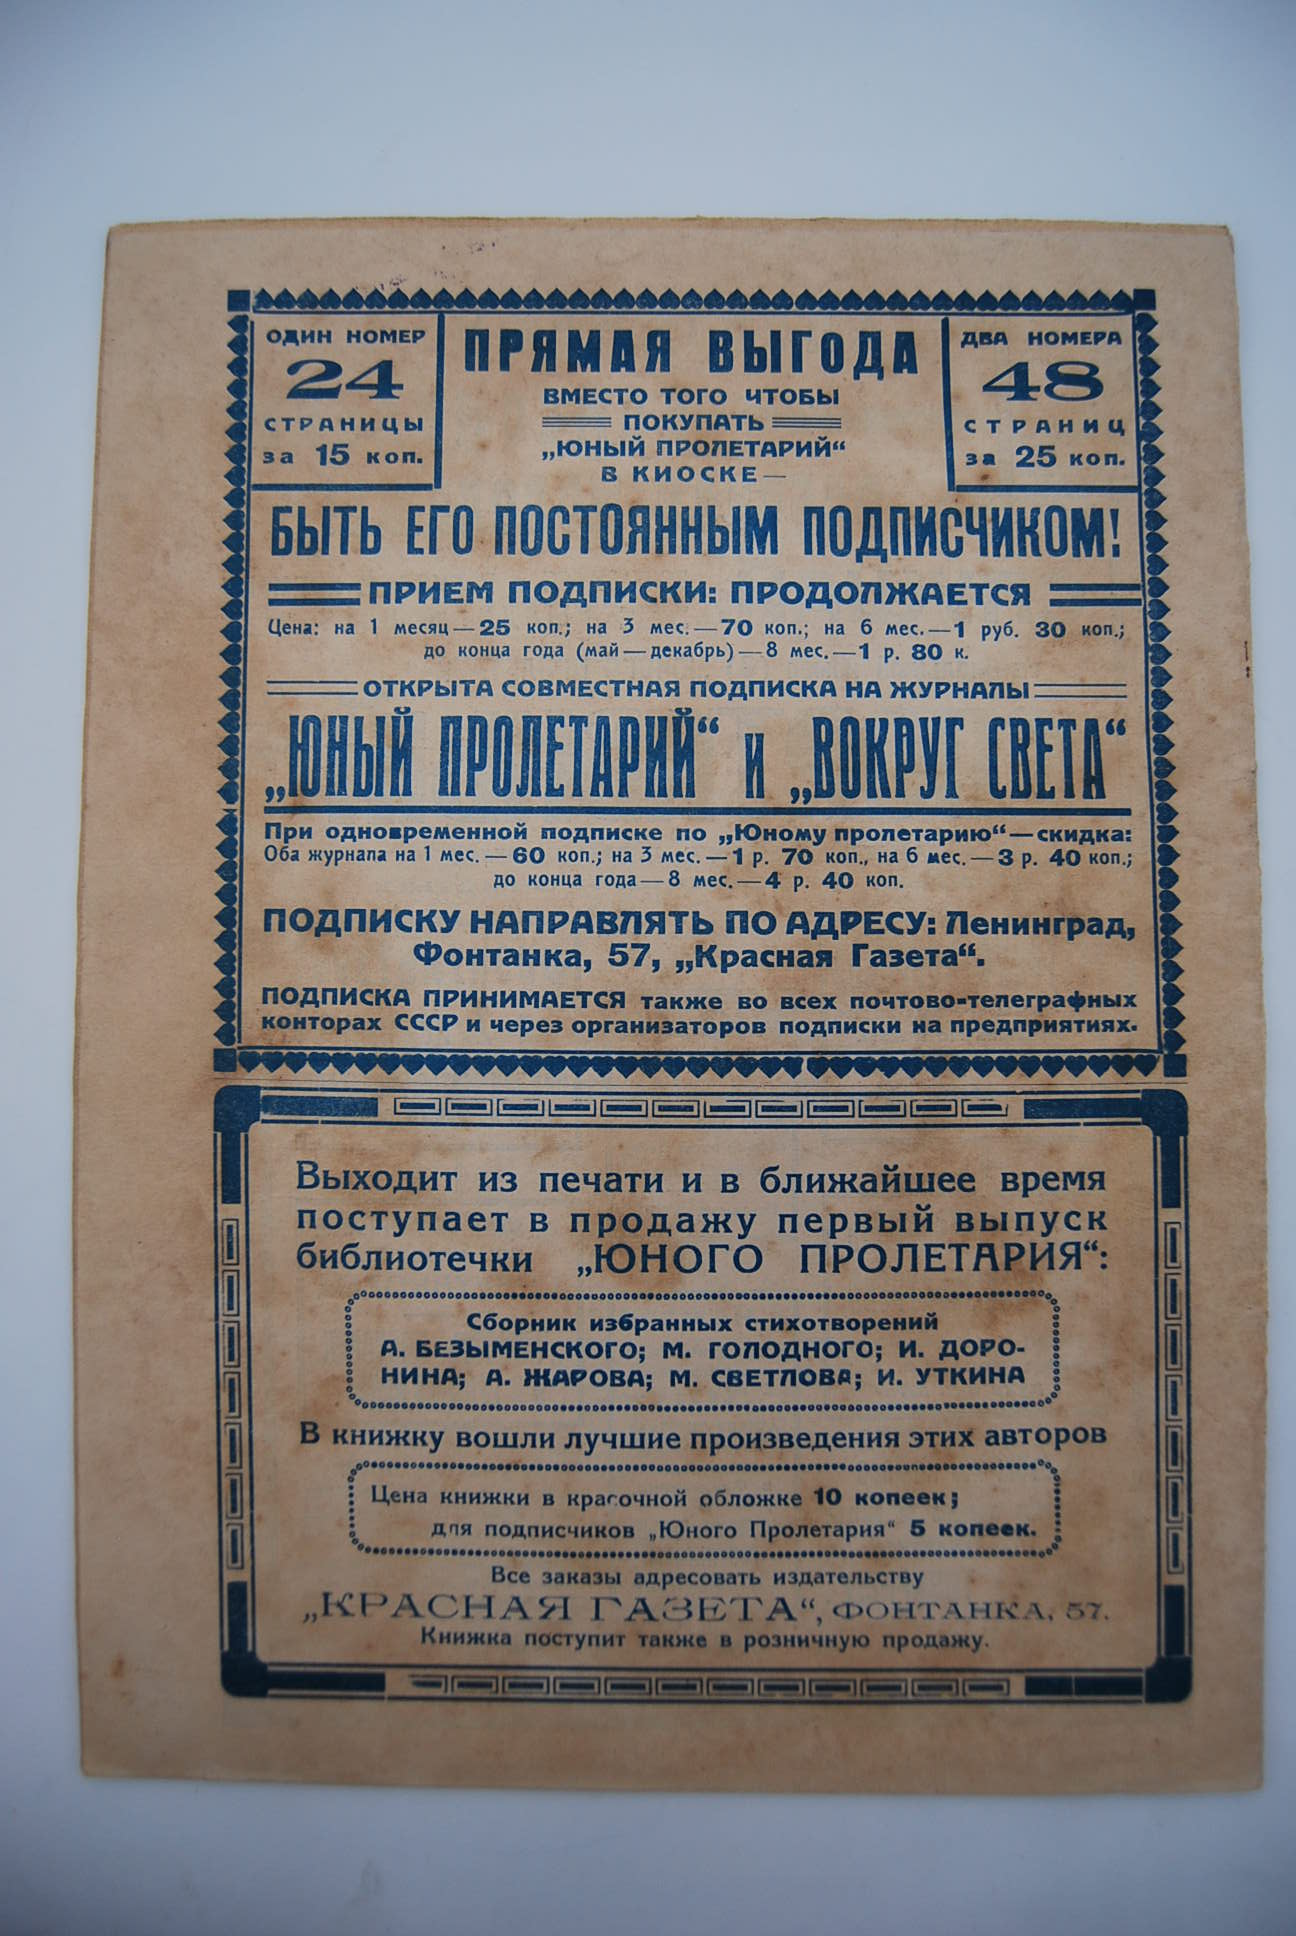 ОДИН НОМЕР
24
СТРАНИЦЫ
за 15 коп.
ПРЯМАЯ ВЫГОДА
ВМЕСТО ТОГО ЧТОБЫ
ПОКУПАТЬ
„ЮНЫЙ ПРОЛЕТАРИЙ“
В КИОСКЕ—
ДВА НОМЕРА
48
СТРАНИЦ
за 25 коп.
БЫТЬ ЕГО ПОСТОЯННЫМ ПОДПИСЧИКОМ!
ПРИЕМ ПОДПИСКИ: ПРОДОЛЖАЕТСЯ
Цена: на 1 месяц—25 коп.; на 3 мес.—70 коп.; на 6 мес.—1 руб. 30 коп.;
до конца года (май—декабрь)—8 мес.—1 р. 80 к.
ОТКРЫТА СОВМЕСТНАЯ ПОДПИСКА НА ЖУРНАЛЫ
„ЮНЫЙ ПРОЛЕТАРИЙ“ и „ВОКРУГ СВЕТА“
При одновременной подписке по „Юному пролетарию“—скидка:
Оба журнала на 1 мес.—60 коп.; на 3 мес.—1 р. 70 коп., на 6 мес.—3 р. 40 коп.;
до конца года—8 мес.—4 р. 40 коп.
ПОДПИСКУ НАПРАВЛЯТЬ ПО АДРЕСУ: Ленинград,
Фонтанка, 57, „Красная Газета“.
ПОДПИСКА ПРИНИМАЕТСЯ также во всех почтово-телеграфных
конторах СССР и через организаторов подписки на предприятиях.
Выходит из печати и в ближайшее время
поступает в продажу первый выпуск
библиотечки „ЮНОГО ПРОЛЕТАРИЯ“:
Сборник избранных стихотворений
А. БЕЗЫМЕНСКОГО; М. ГОЛОДНОГО; И. ДОРО-
НИНА; А. ЖАРОВА; М. СВЕТЛОВА; И. УТКИНА
В книжку вошли лучшие произведения этих авторов
Цена книжки в красочной обложке 10 копеек;
для подписчиков „Юного Пролетария“ 5 копеек.
Все заказы адресовать издательству
„КРАСНАЯ ГАЗЕТА“, ФОНТАНКА, 57.
Книжка поступит также в розничную продажу.